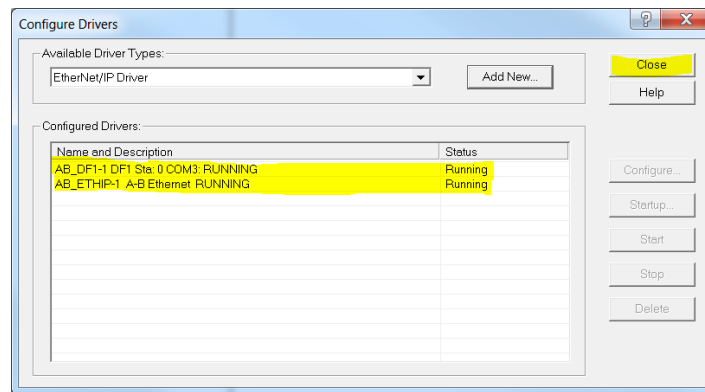 Configure Drivers
Available Driver Types:
EtherNet/IP Driver
Add New...
Close
Help
Configured Drivers:
Name and Description Status
AB_DF1-1 DF1 Sta: 0 COM3: RUNNING Running
AB_ETHIP-1 A-B Ethernet RUNNING Running
Configure...
Startup...
Start
Stop
Delete